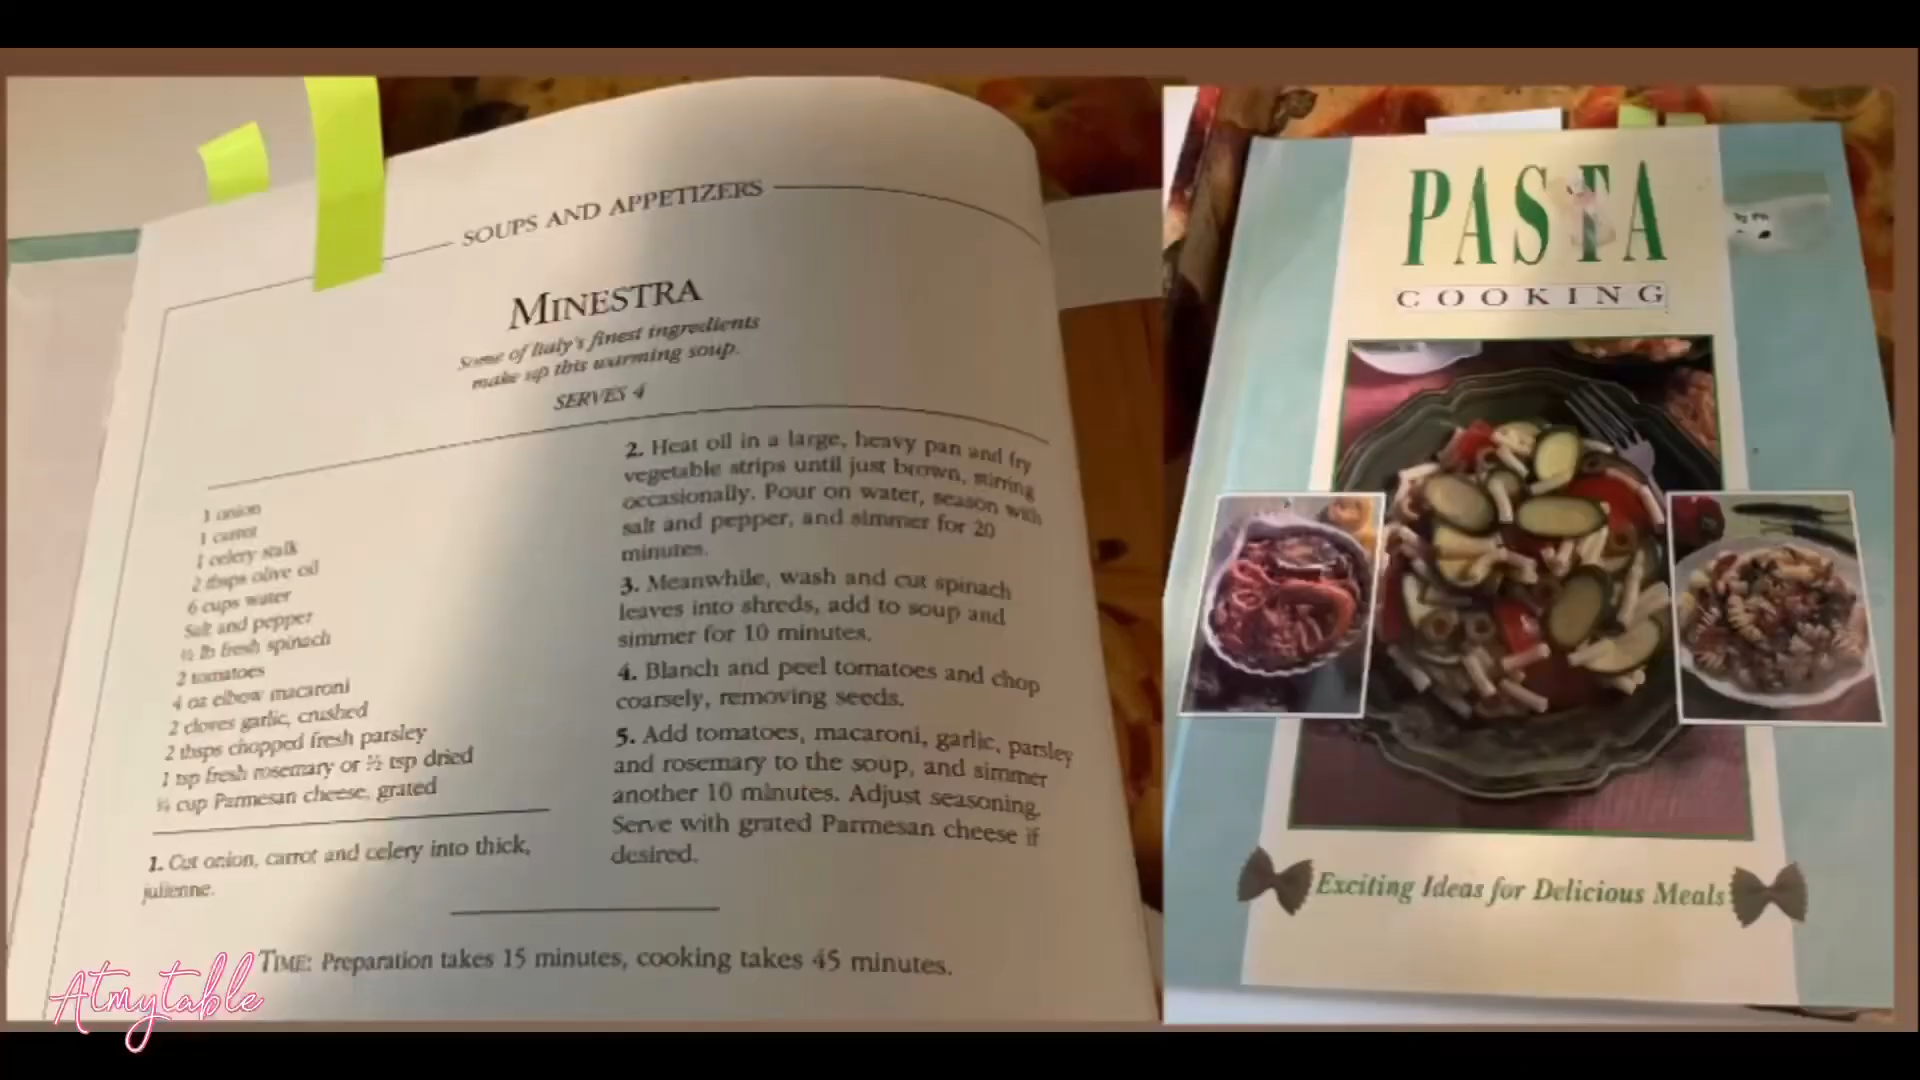 SOUPS AND APPETIZERS
MINESTRA
Some of Italy's finest ingredients
make up this warming soup.
SERVES 4
1 onion
1 carrot
1 celery stalk
2 tbsps olive oil
6 cups water
Salt and pepper
½ lb fresh spinach
2 tomatoes
4 oz elbow macaroni
2 cloves garlic, crushed
2 tbsps chopped fresh parsley
1 tsp fresh rosemary or ½ tsp dried
cup Parmesan cheese, grated
1. Cut onion, carrot and celery into thick,
julienne.
2. Heat oil in a large, heavy pan and fry
vegetable strips until just brown, stirring
occasionally. Pour on water, season with
salt and pepper, and simmer for 20
minutes.
3. Meanwhile, wash and cut spinach
leaves into shreds, add to soup and
simmer for 10 minutes.
4. Blanch and peel tomatoes and chop
coarsely, removing seeds.
5. Add tomatoes, macaroni, garlic, parsley
and rosemary to the soup, and simmer
another 10 minutes. Adjust seasoning.
Serve with grated Parmesan cheese if
desired.
TIME: Preparation takes 15 minutes, cooking takes 45 minutes.
Atmytable
PASTA
COOKING
Exciting Ideas for Delicious Meals